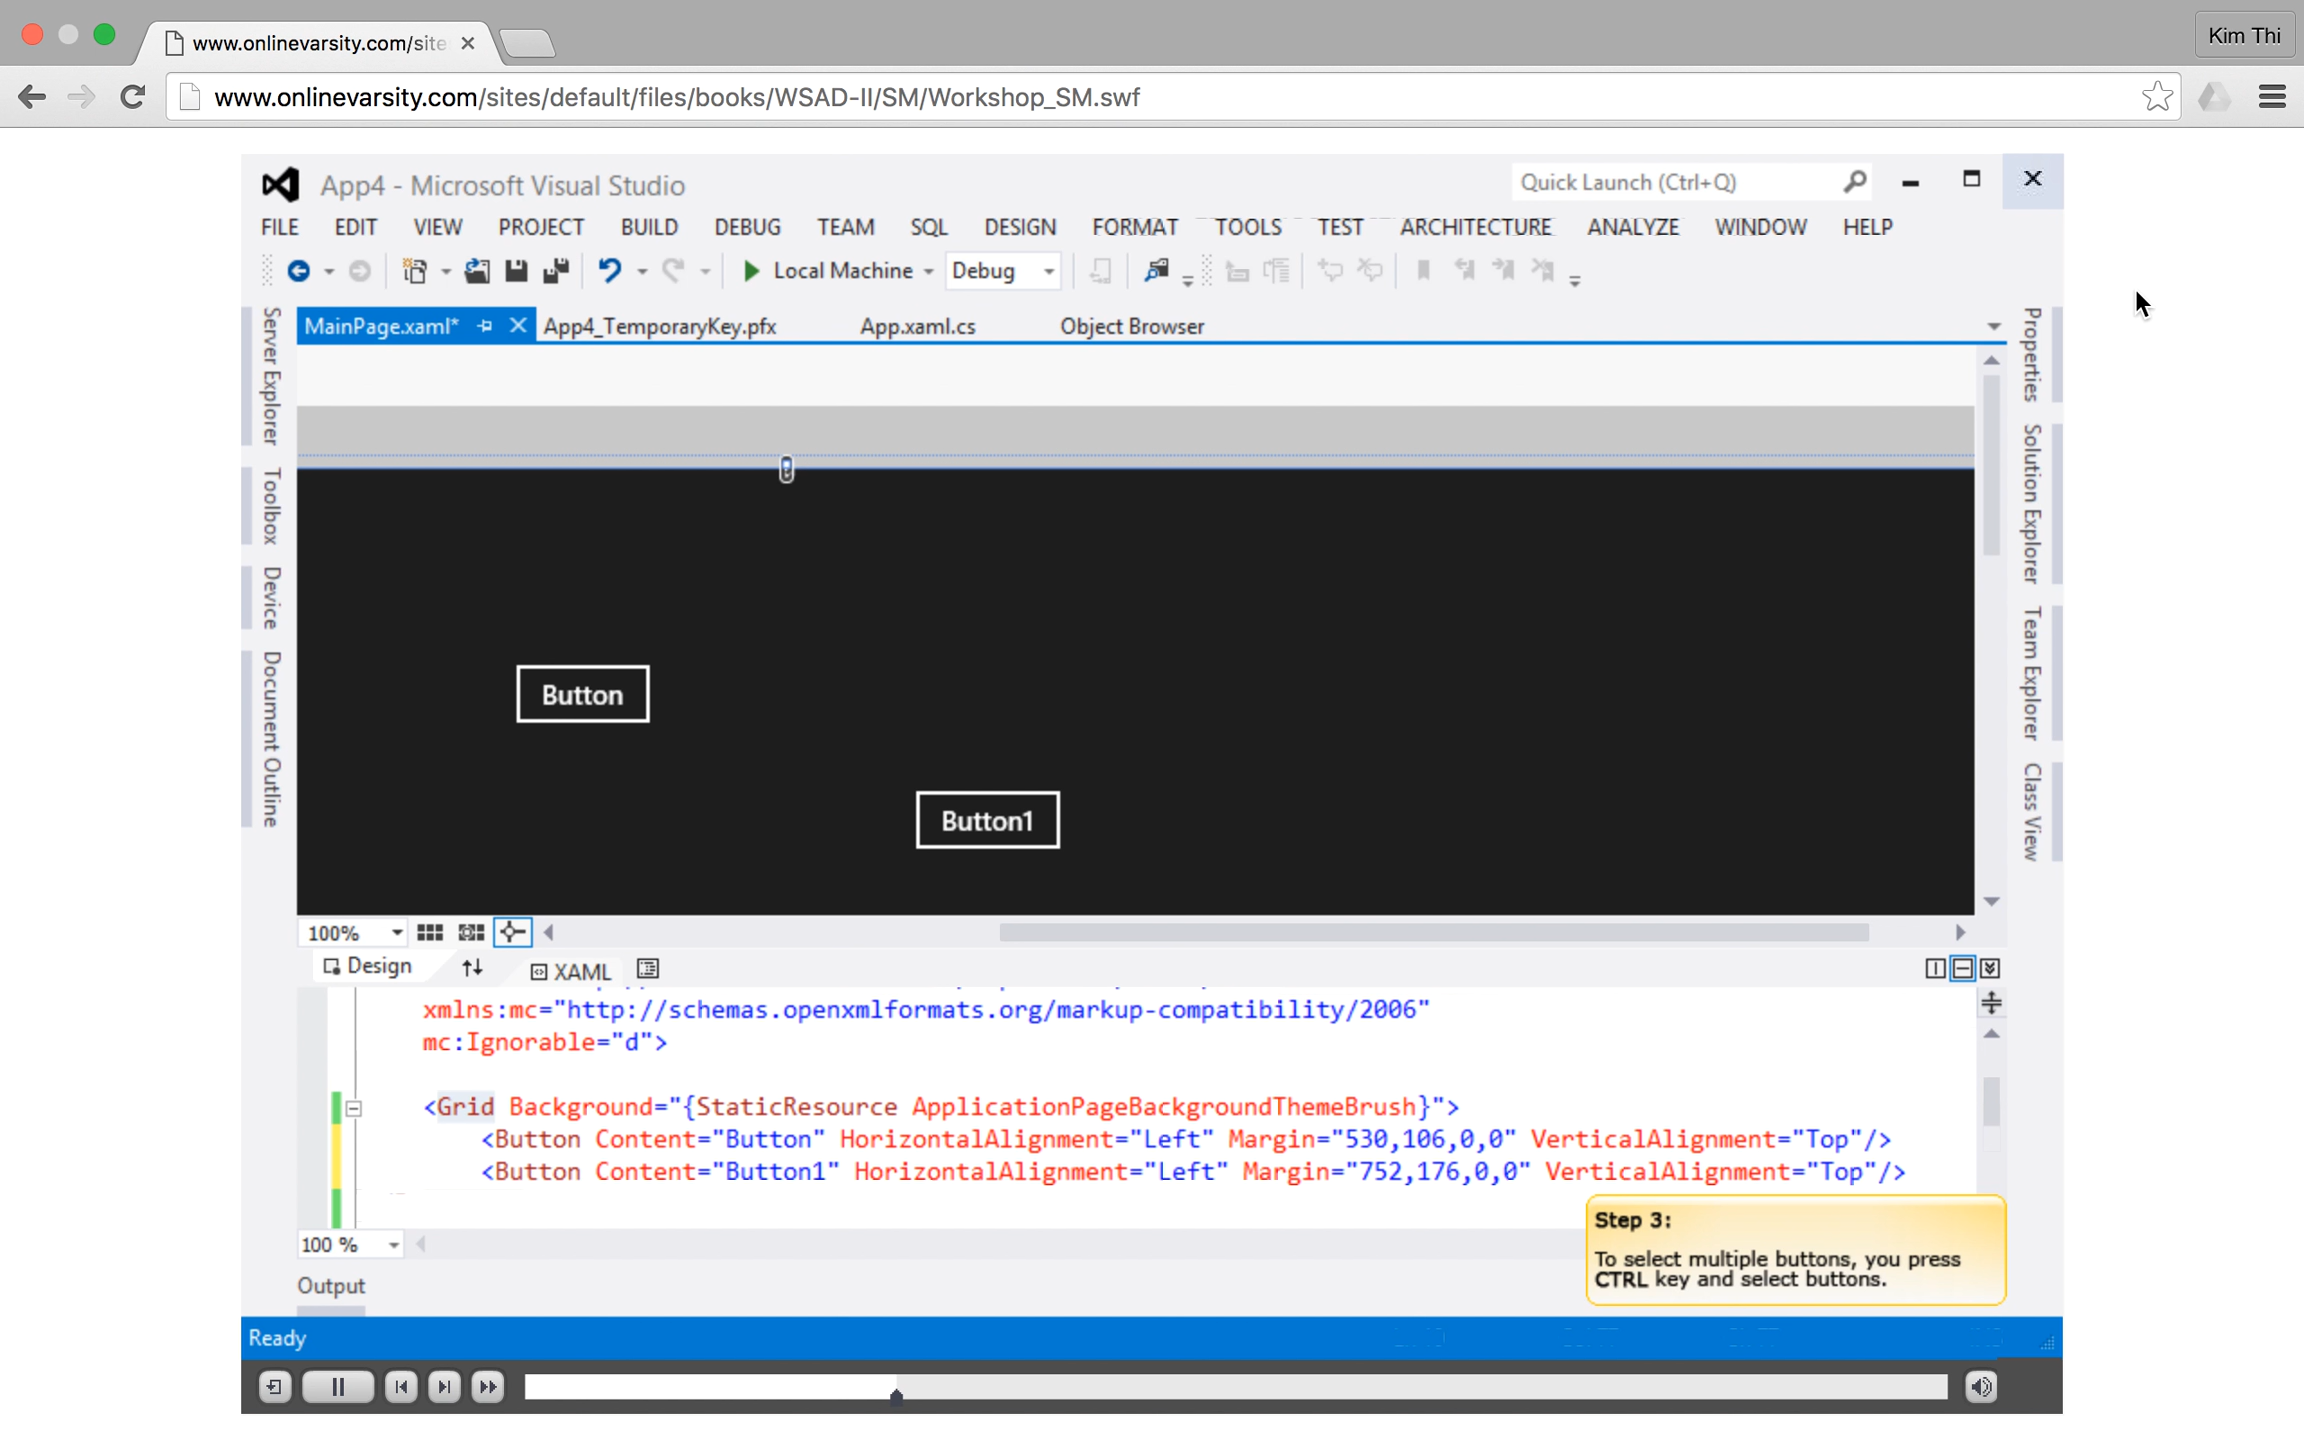 www.onlinevarsity.com/site
Kim Thi
www.onlinevarsity.com/sites/default/files/books/WSAD-II/SM/Workshop_SM.swf
App4 - Microsoft Visual Studio
Quick Launch (Ctrl+Q)
FILE EDIT VIEW PROJECT BUILD DEBUG TEAM SQL DESIGN FORMAT TOOLS TEST ARCHITECTURE ANALYZE WINDOW HELP
Local Machine Debug
MainPage.xaml* App4_TemporaryKey.pfx App.xaml.cs Object Browser
Server Explorer
Toolbox
Device
Document Outline
Properties
Solution Explorer
Team Explorer
Class View
Button
Button1
100%
Design XAML
xmlns:mc="http://schemas.openxmlformats.org/markup-compatibility/2006"
mc:Ignorable="d">
<Grid Background="{StaticResource ApplicationPageBackgroundThemeBrush}">
<Button Content="Button" HorizontalAlignment="Left" Margin="530,106,0,0" VerticalAlignment="Top"/>
<Button Content="Button1" HorizontalAlignment="Left" Margin="752,176,0,0" VerticalAlignment="Top"/>
Step 3:
To select multiple buttons, you press
CTRL key and select buttons.
100 %
Output
Ready